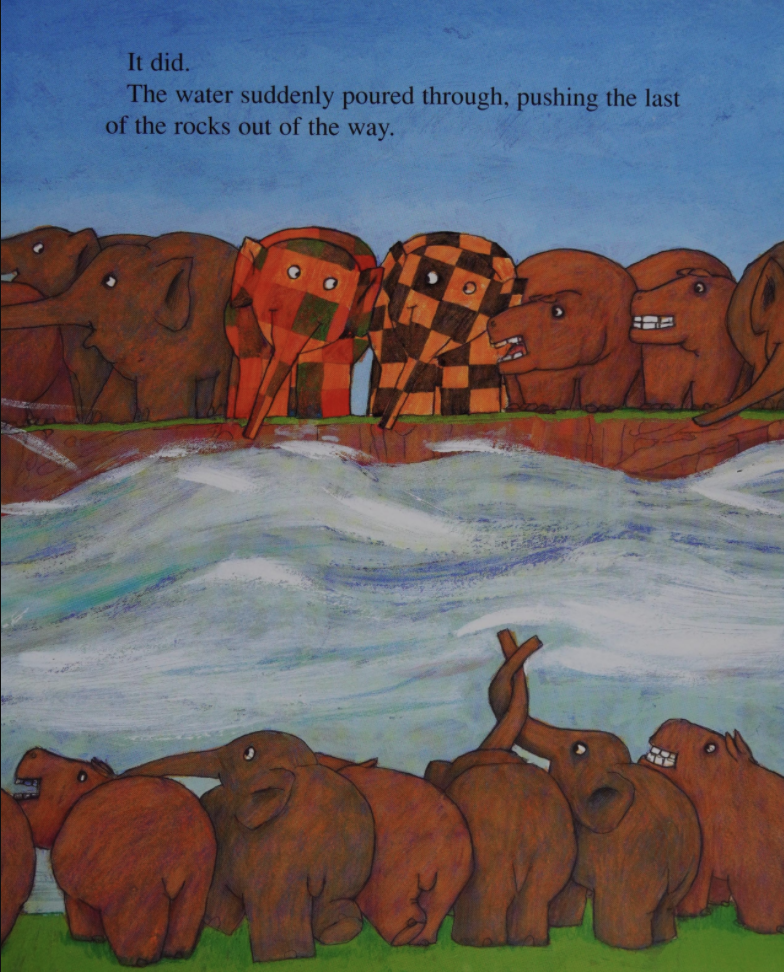 It did.
The water suddenly poured through, pushing the last
of the rocks out of the way.